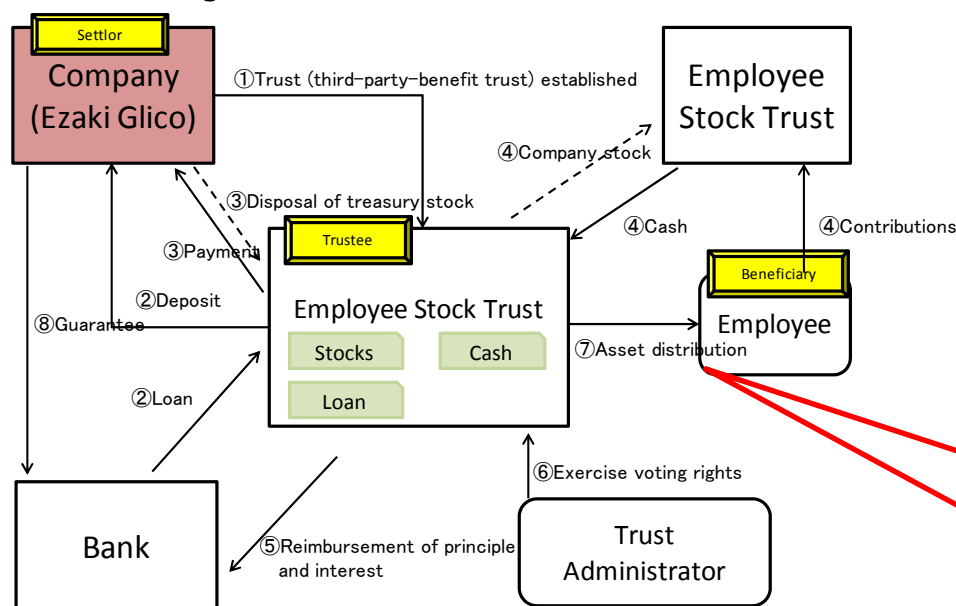 Settlor
Company
(Ezaki Glico)
①Trust (third-party-benefit trust) established
Employee
Stock Trust
④Company stock
③Disposal of treasury stock
④Cash
④Contributions
③Payment
Trustee
Beneficiary
②Deposit
Employee Stock Trust
Employee
⑧Guarantee
Stocks
Cash
⑦Asset distribution
②Loan
Loan
⑥Exercise voting rights
Bank
⑤Reimbursement of principle
and interest
Trust
Administrator